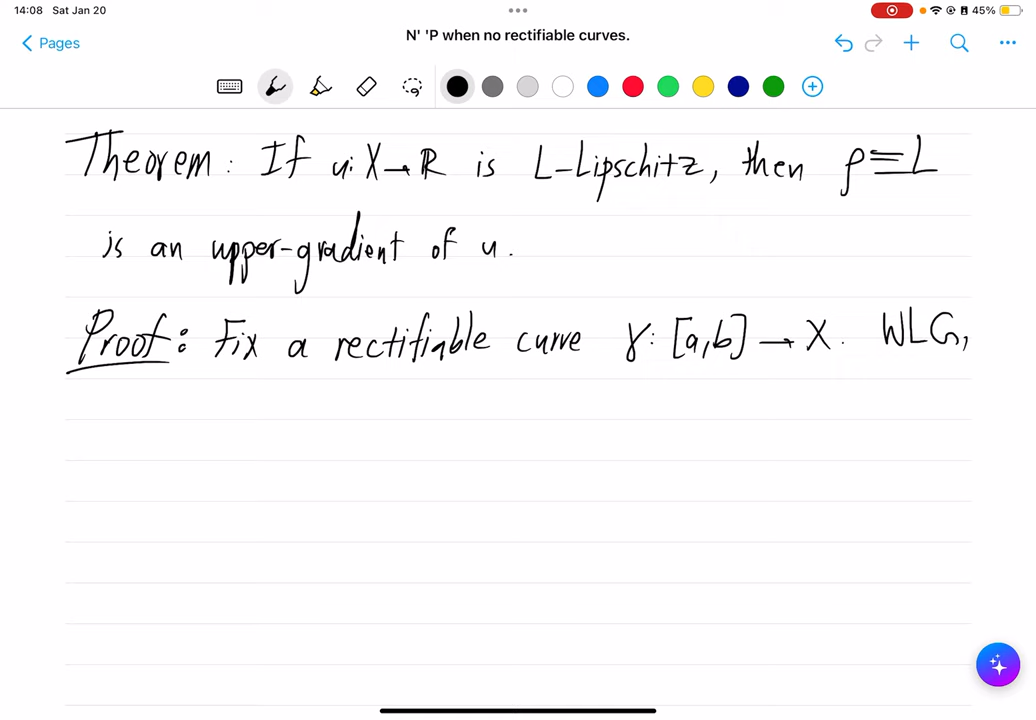 14:08 Sat Jan 20
45%
Pages
N' 'P when no rectifiable curves.
Theorem: If u: X → ℝ is L-Lipschitz, then ρ≡L
is an upper-gradient of u.
Proof: Fix a rectifiable curve γ: [a,b] → X. WLG,